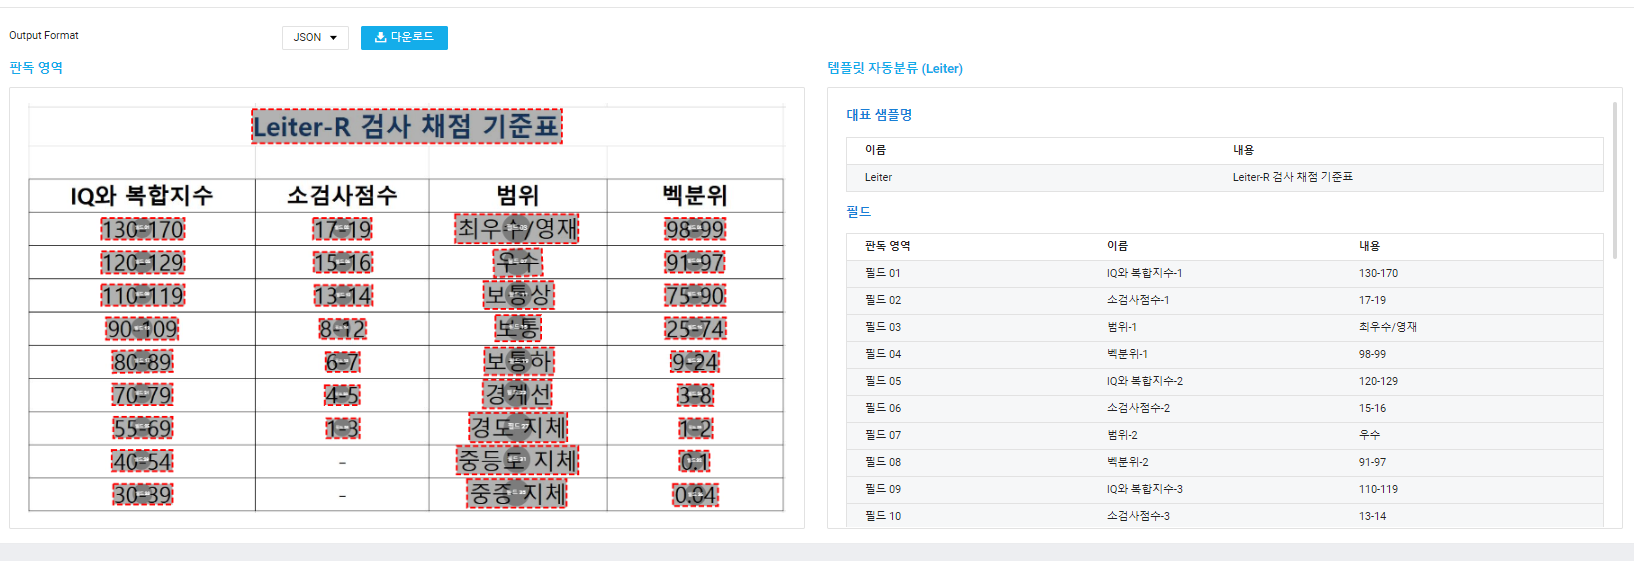 Output Format
JSON
다운로드
판독 영역
Leiter-R 검사 채점 기준표
IQ와 복합지수 소검사점수 범위 벡분위
130-170 17-19 최우수/영재 98-99
120-129 15-16 우수 91-97
110-119 13-14 보통상 75-90
90-109 8-12 보통 25-74
80-89 6-7 보통하 9-24
70-79 4-5 경계선 3-8
55-69 1-3 경도 지체 1-2
40-54 - 중등도 지체 0.1
30-39 - 중증 지체 0.04
템플릿 자동분류 (Leiter)
대표 샘플명
이름 내용
Leiter Leiter-R 검사 채점 기준표
필드
판독 영역 이름 내용
필드 01 IQ와 복합지수-1 130-170
필드 02 소검사점수-1 17-19
필드 03 범위-1 최우수/영재
필드 04 벡분위-1 98-99
필드 05 IQ와 복합지수-2 120-129
필드 06 소검사점수-2 15-16
필드 07 범위-2 우수
필드 08 벡분위-2 91-97
필드 09 IQ와 복합지수-3 110-119
필드 10 소검사점수-3 13-14